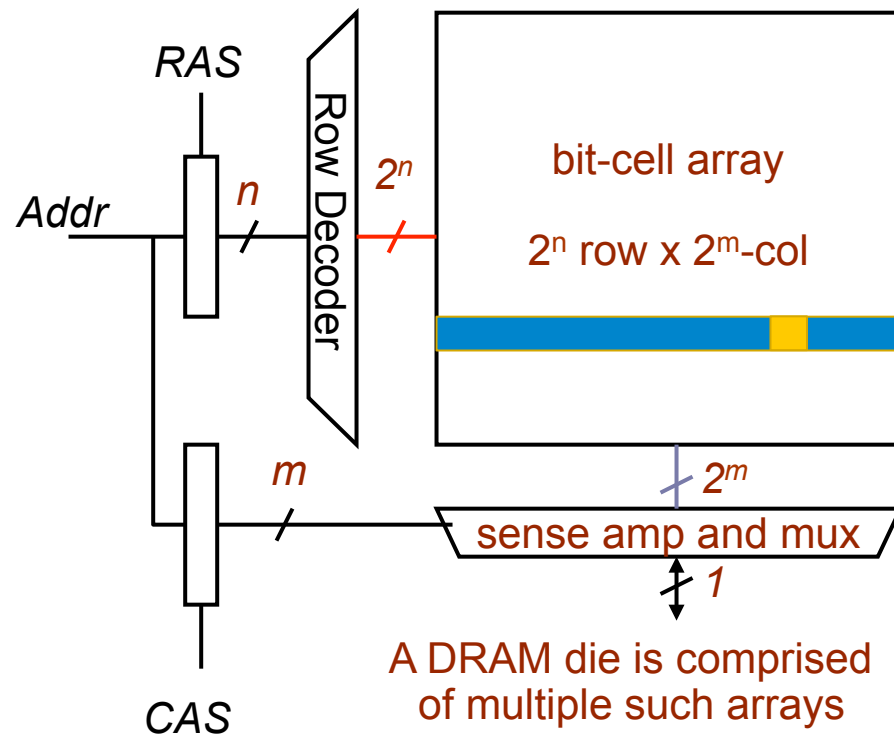 RAS
Addr
n
Row Decoder
2ⁿ
bit-cell array
2ⁿ row x 2ᵐ-col
m
2ᵐ
sense amp and mux
1
CAS
A DRAM die is comprised
of multiple such arrays